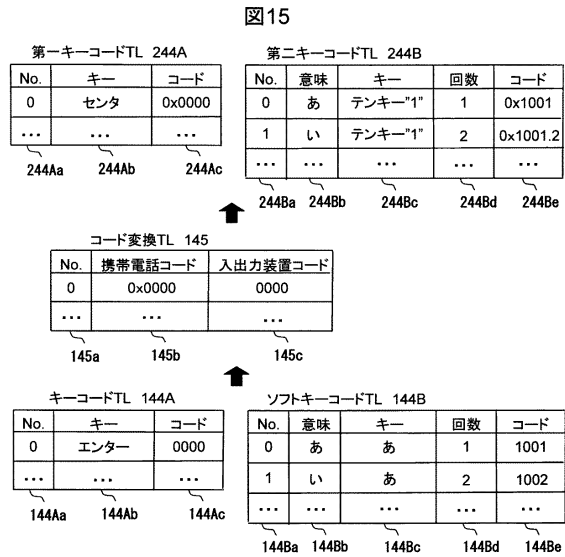 図15
第一キーコードTL 244A
No. キー コード
0 センタ 0x0000
... ... ...
244Aa 244Ab 244Ac
第二キーコードTL 244B
No. 意味 キー 回数 コード
0 あ テンキー"1" 1 0x1001
1 い テンキー"1" 2 0x1001.2
... ... ... ... ...
244Ba 244Bb 244Bc 244Bd 244Be
コード変換TL 145
No. 携帯電話コード 入出力装置コード
0 0x0000 0000
... ... ...
145a 145b 145c
キーコードTL 144A
No. キー コード
0 エンター 0000
... ... ...
144Aa 144Ab 144Ac
ソフトキーコードTL 144B
No. 意味 キー 回数 コード
0 あ あ 1 1001
1 い あ 2 1002
... ... ... ... ...
144Ba 144Bb 144Bc 144Bd 144Be